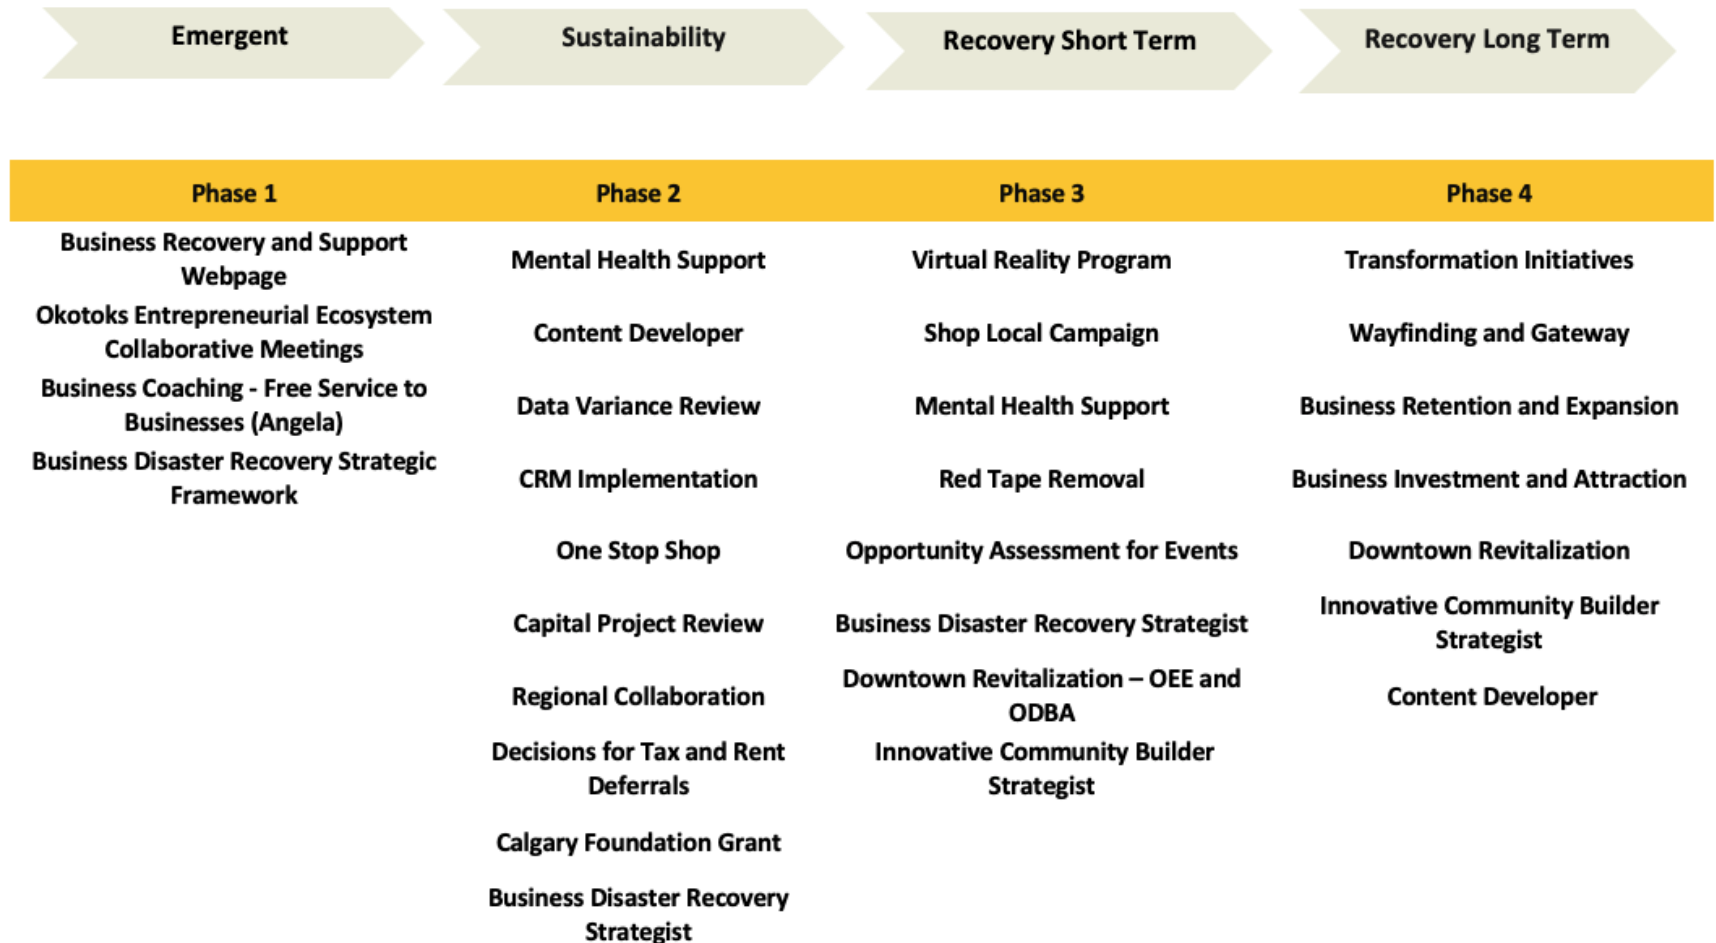 Emergent
Sustainability
Recovery Short Term
Recovery Long Term
Phase 1
Phase 2
Phase 3
Phase 4
Business Recovery and Support
Webpage
Okotoks Entrepreneurial Ecosystem
Collaborative Meetings
Business Coaching - Free Service to
Businesses (Angela)
Business Disaster Recovery Strategic
Framework
Mental Health Support
Content Developer
Data Variance Review
CRM Implementation
One Stop Shop
Capital Project Review
Regional Collaboration
Decisions for Tax and Rent
Deferrals
Calgary Foundation Grant
Business Disaster Recovery
Strategist
Virtual Reality Program
Shop Local Campaign
Mental Health Support
Red Tape Removal
Opportunity Assessment for Events
Business Disaster Recovery Strategist
Downtown Revitalization – OEE and
ODBA
Innovative Community Builder
Strategist
Transformation Initiatives
Wayfinding and Gateway
Business Retention and Expansion
Business Investment and Attraction
Downtown Revitalization
Innovative Community Builder
Strategist
Content Developer